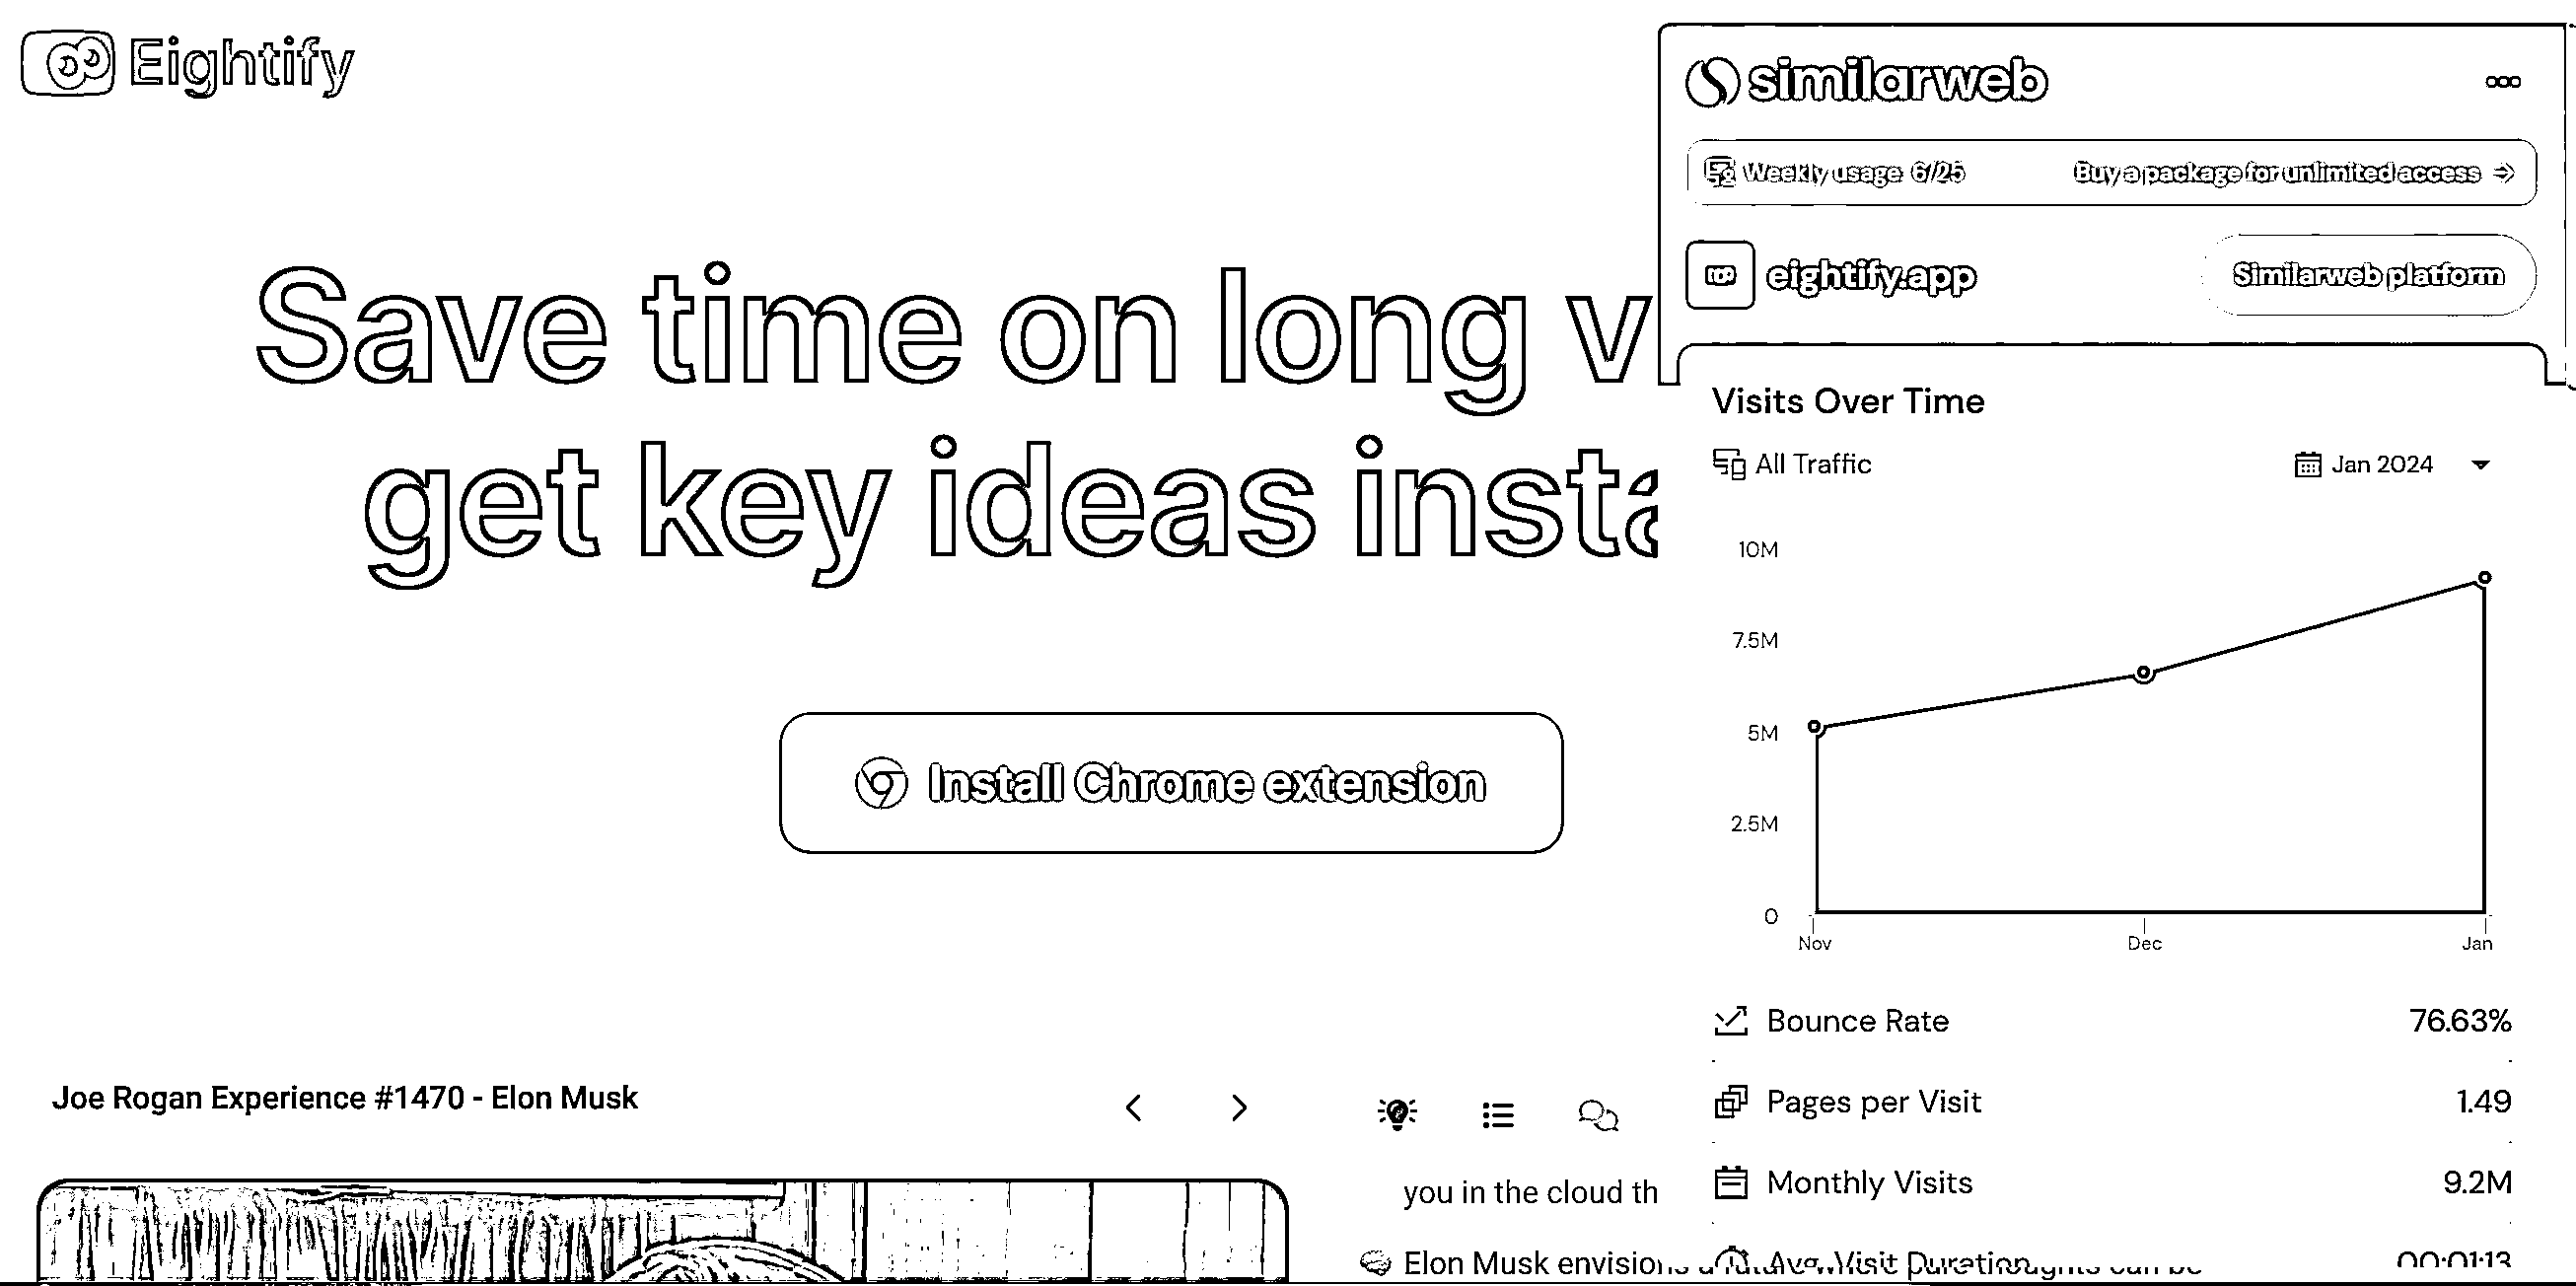 Eightify
Save time on long v
get key ideas insta
Install Chrome extension
Joe Rogan Experience #1470 - Elon Musk
you in the cloud th
Elon Musk envisions
similarweb
Weekly usage 6/25
Buy a package for unlimited access →
eightify.app
Similarweb platform
Visits Over Time
All Traffic
Jan 2024
10M
7.5M
5M
2.5M
0
Nov Dec Jan
Bounce Rate 76.63%
Pages per Visit 1.49
Monthly Visits 9.2M
Avg. Visit Duration 00:01:13
can be